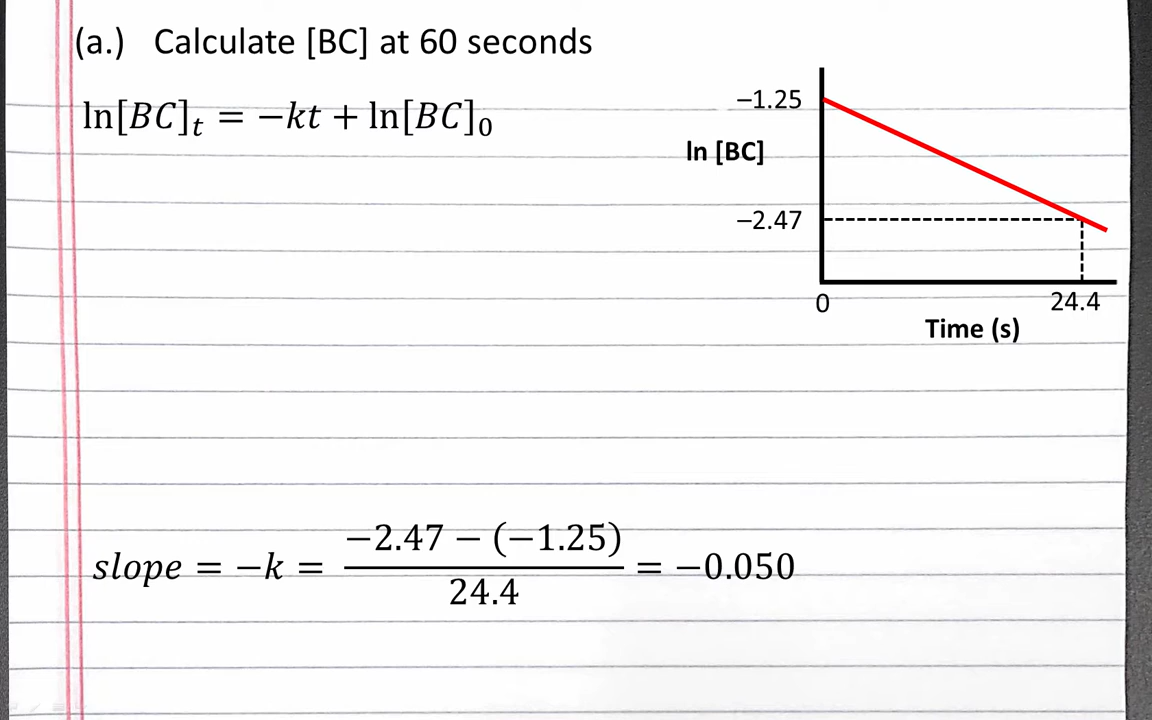 (a.) Calculate [BC] at 60 seconds
ln[BC]ₜ = −kt + ln[BC]₀
−1.25
ln [BC]
−2.47
0
24.4
Time (s)
slope = −k = (−2.47 − (−1.25)) / 24.4 = −0.050